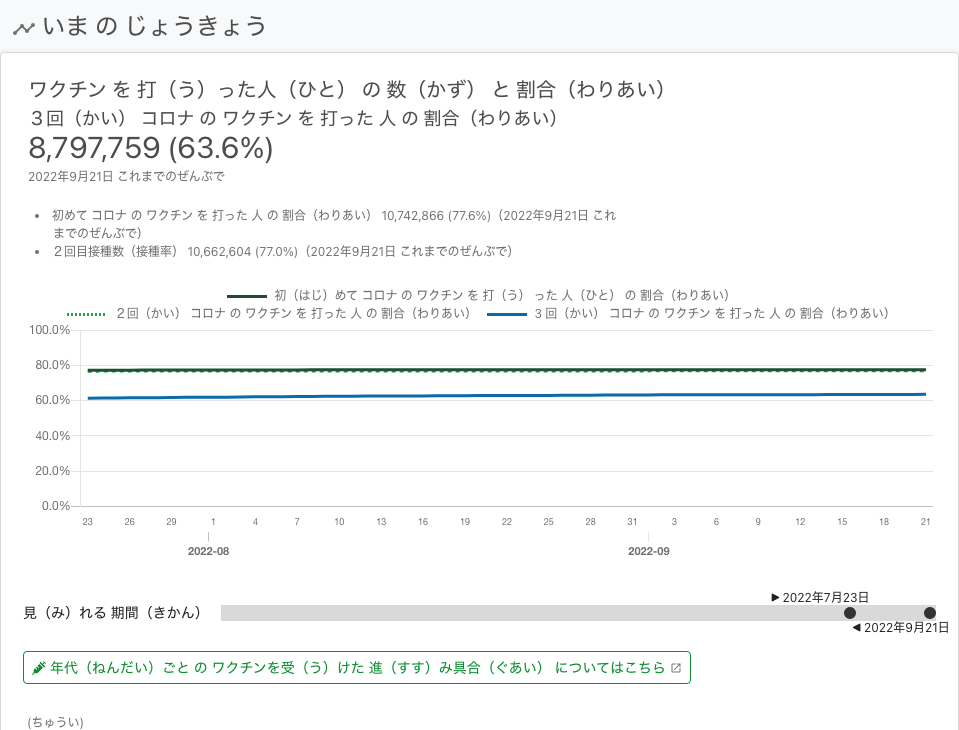 いま の じょうきょう
ワクチン を 打（う）った人（ひと） の 数（かず） と 割合（わりあい）
３回（かい） コロナ の ワクチン を 打った 人 の 割合（わりあい）
8,797,759 (63.6%)
2022年9月21日 これまでのぜんぶで
• 初めて コロナ の ワクチン を 打った 人 の 割合（わりあい） 10,742,866 (77.6%)（2022年9月21日 これ
までのぜんぶで）
• ２回目接種数（接種率） 10,662,604 (77.0%)（2022年9月21日 これまでのぜんぶで）
初（はじ）めて コロナ の ワクチン を 打（う） った 人（ひと） の 割合（わりあい）
２回（かい） コロナ の ワクチン を 打った 人 の 割合（わりあい） ３回（かい） コロナ の ワクチン を 打った 人 の 割合（わりあい）
100.0%
80.0%
60.0%
40.0%
20.0%
0.0%
23 26 29 1 4 7 10 13 16 19 22 25 28 31 3 6 9 12 15 18 21
2022-08 2022-09
2022年7月23日
見（み）れる 期間（きかん）
2022年9月21日
年代（ねんだい）ごと の ワクチンを受（う）けた 進（すす）み具合（ぐあい） についてはこちら
(ちゅうい)